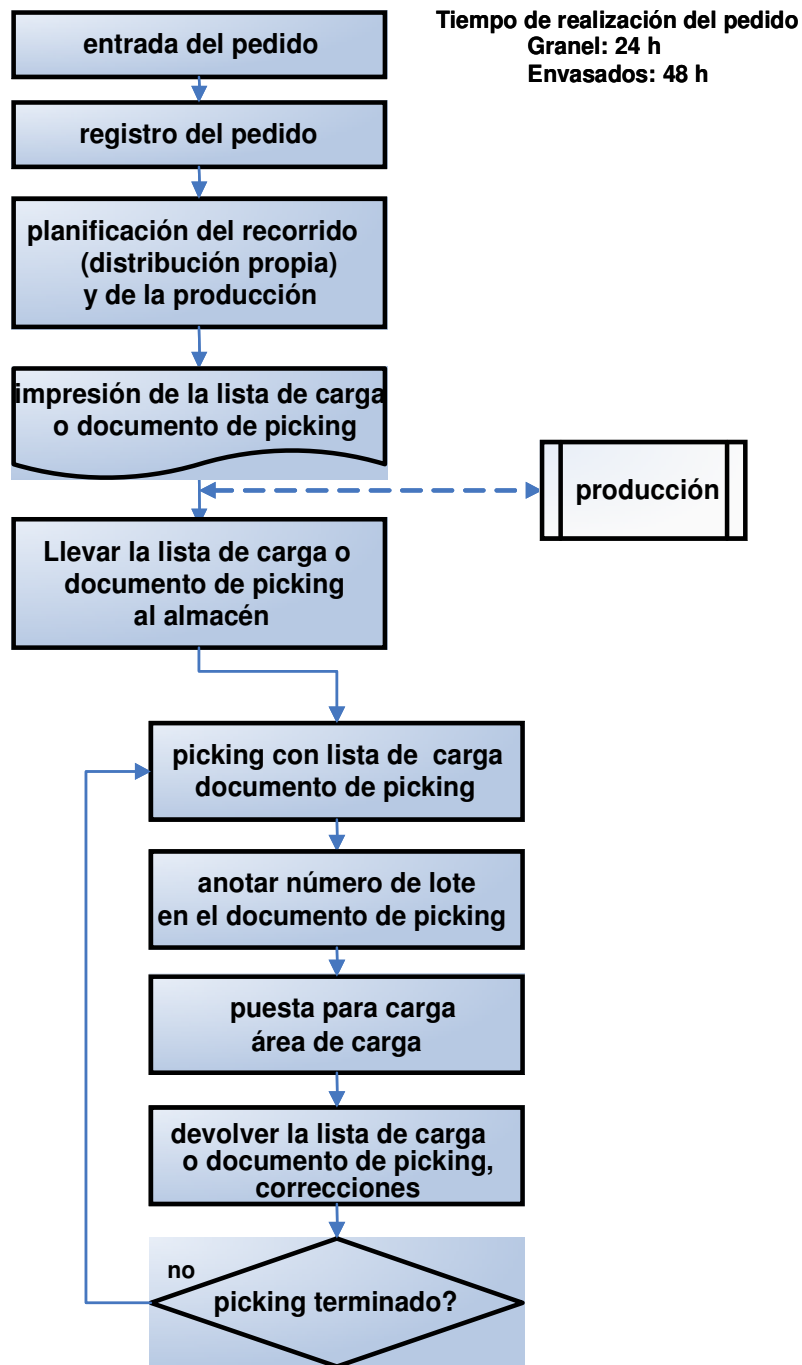 Tiempo de realización del pedido
Granel: 24 h
Envasados: 48 h
entrada del pedido
registro del pedido
planificación del recorrido
(distribución propia)
y de la producción
impresión de la lista de carga
o documento de picking
producción
Llevar la lista de carga o
documento de picking
al almacén
picking con lista de carga
documento de picking
anotar número de lote
en el documento de picking
puesta para carga
área de carga
devolver la lista de carga
o documento de picking,
correcciones
no
picking terminado?